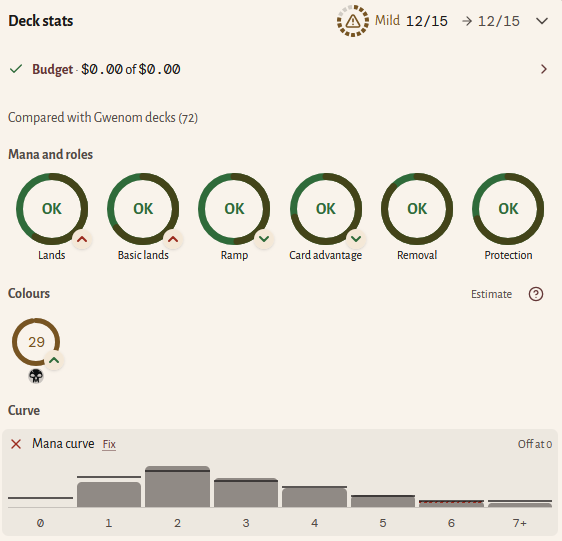 Deck stats
Mild 12/15 → 12/15
Budget · $0.00 of $0.00
Compared with Gwenom decks (72)
Mana and roles
OK OK OK OK OK OK
Lands Basic lands Ramp Card advantage Removal Protection
Colours Estimate ?
29
Curve
Mana curve Fix Off at 0
0 1 2 3 4 5 6 7+